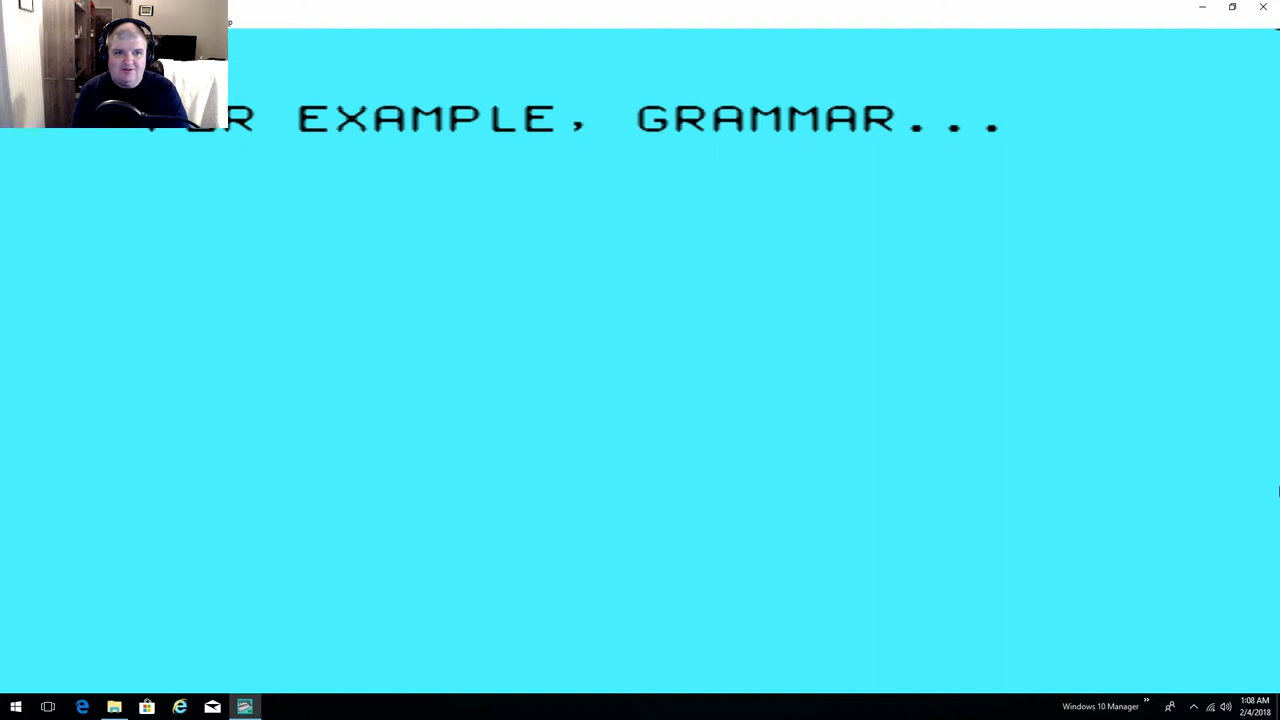 p
EXAMPLE, GRAMMAR...
Windows 10 Manager
»
1:08 AM
2/4/2018